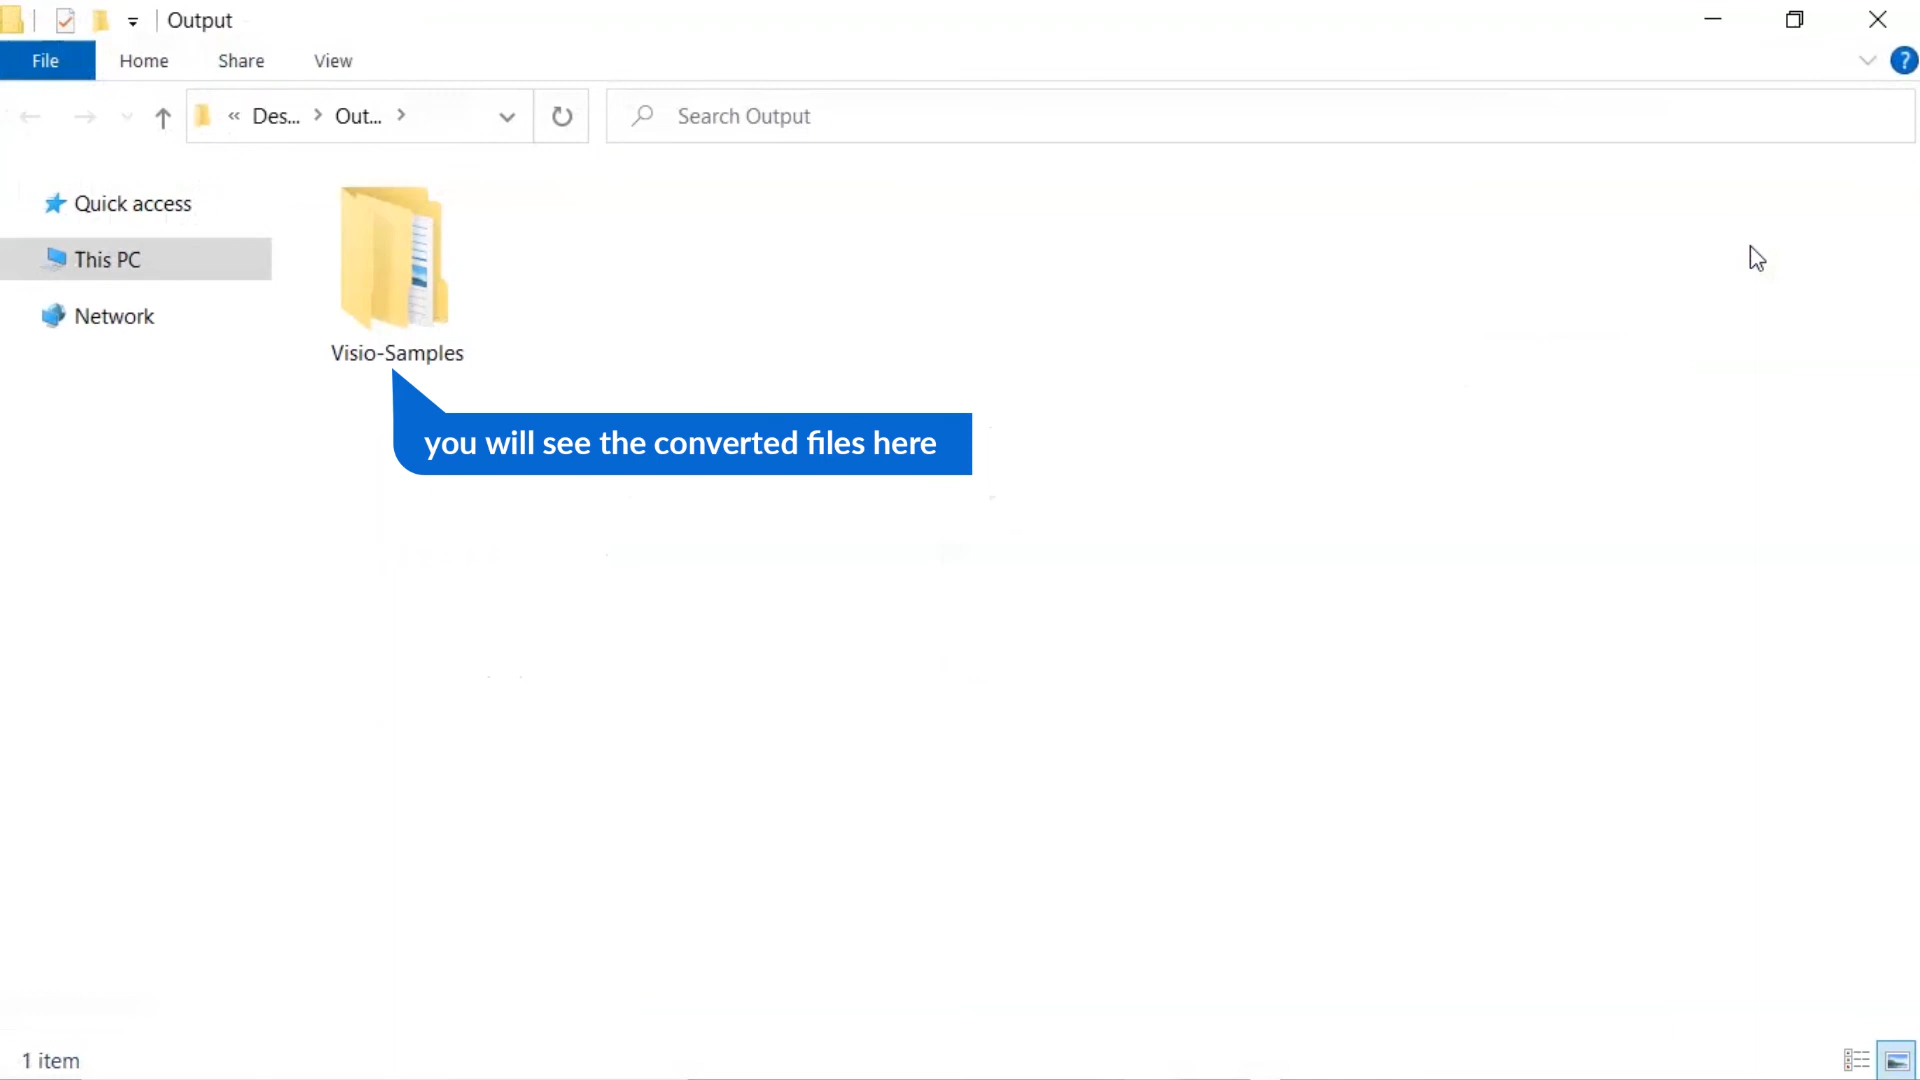 Output
File Home Share View
?
« Des... > Out... >
Search Output
Quick access
This PC
Network
Visio-Samples
you will see the converted files here
1 item